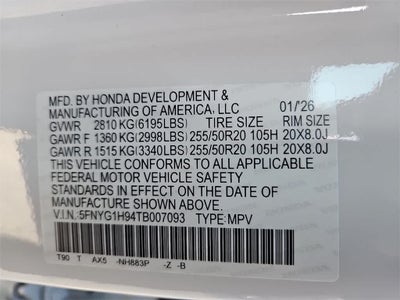 MFD. BY HONDA DEVELOPMENT &
MANUFACTURING OF AMERICA, LLC 01/'26
GVWR 2810 KG(6195LBS) TIRE SIZE RIM SIZE
GAWR F 1360 KG(2998LBS) 255/50R20 105H 20X8.0J
GAWR R 1515 KG(3340LBS) 255/50R20 105H 20X8.0J
THIS VEHICLE CONFORMS TO ALL APPLICABLE
FEDERAL MOTOR VEHICLE SAFETY
STANDARDS IN EFFECT ON THE DATE OF
MANUFACTURE SHOWN ABOVE.
V.I.N.:5FNYG1H94TB007093 TYPE:MPV
T90 T AX5 -NH883P -Z -B